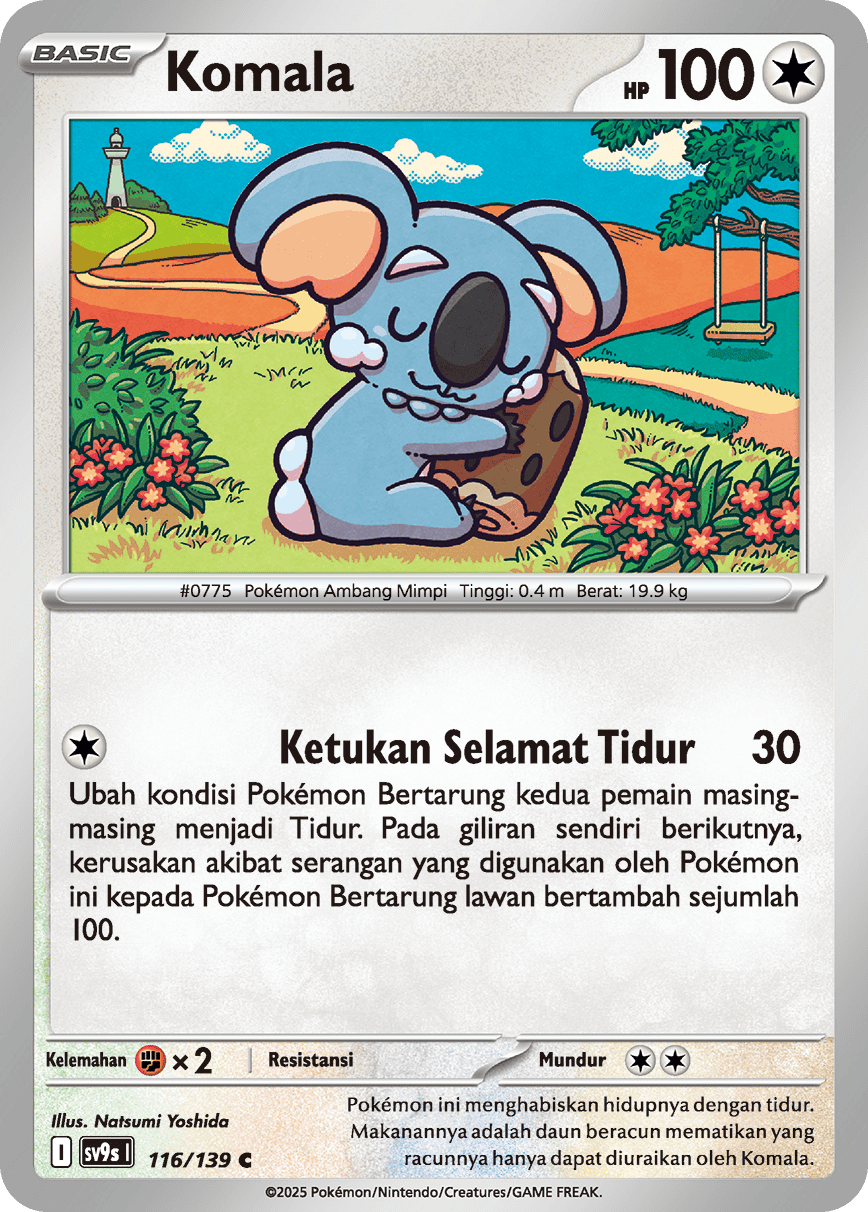 BASIC
Komala
HP 100
#0775 Pokémon Ambang Mimpi Tinggi: 0.4 m Berat: 19.9 kg
Ketukan Selamat Tidur 30
Ubah kondisi Pokémon Bertarung kedua pemain masing-
masing menjadi Tidur. Pada giliran sendiri berikutnya,
kerusakan akibat serangan yang digunakan oleh Pokémon
ini kepada Pokémon Bertarung lawan bertambah sejumlah
100.
Kelemahan ×2 Resistansi Mundur
Illus. Natsumi Yoshida
I sv9s I 116/139 C
Pokémon ini menghabiskan hidupnya dengan tidur.
Makanannya adalah daun beracun mematikan yang
racunnya hanya dapat diuraikan oleh Komala.
©2025 Pokémon/Nintendo/Creatures/GAME FREAK.